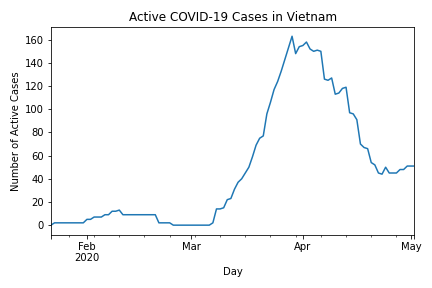 Active COVID-19 Cases in Vietnam
Number of Active Cases
160
140
120
100
80
60
40
20
0
Feb
2020
Mar
Apr
May
Day